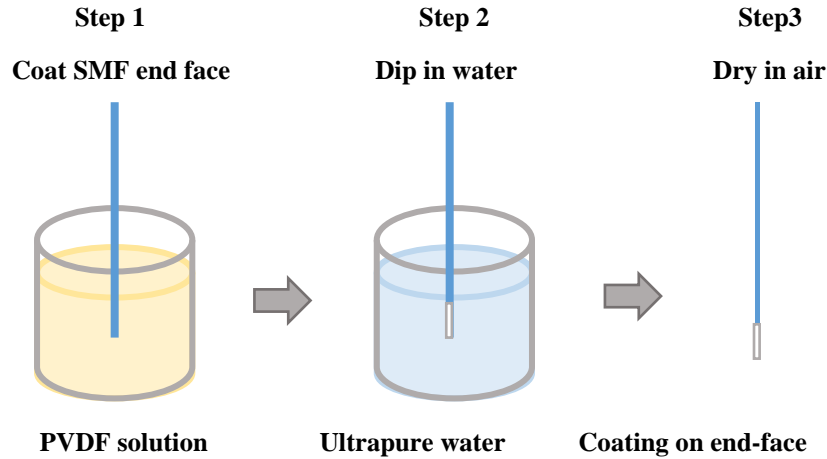 Step 1
Step 2
Step3
Coat SMF end face
Dip in water
Dry in air
PVDF solution
Ultrapure water
Coating on end-face